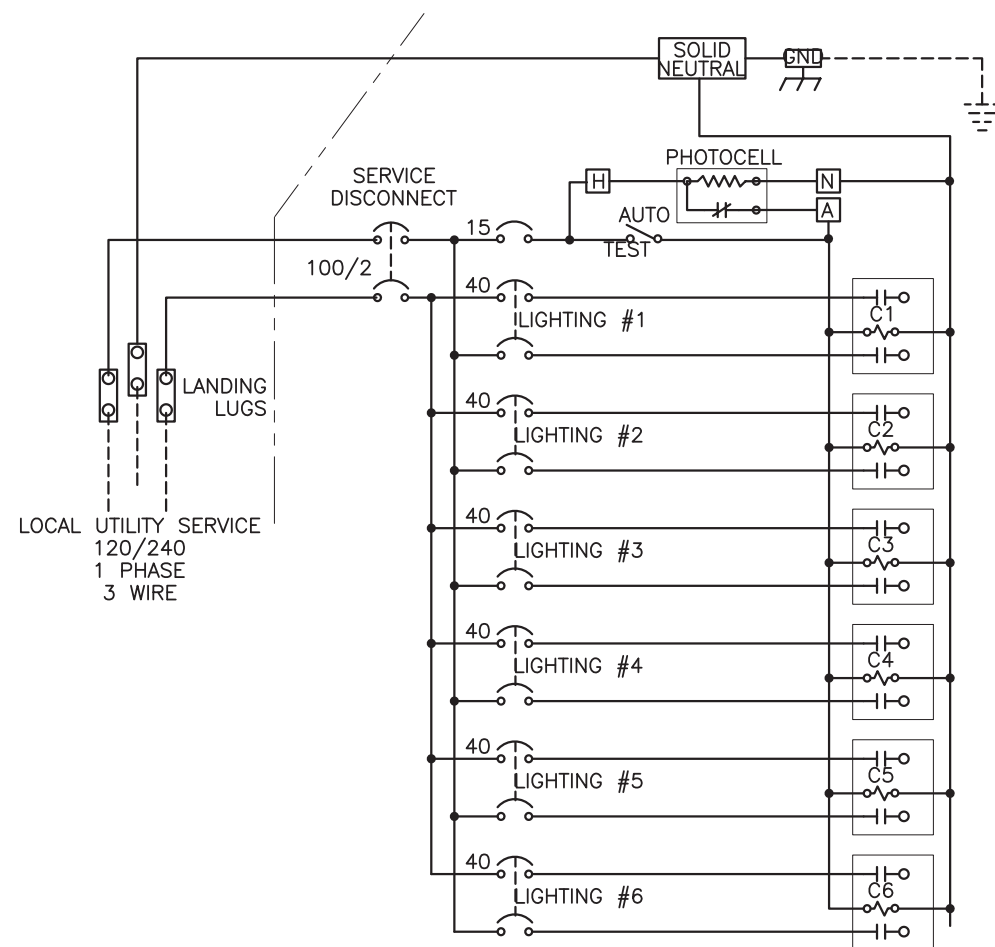 SOLID
NEUTRAL
GND
PHOTOCELL
SERVICE
DISCONNECT
H
N
A
15
AUTO
TEST
100/2
40
LIGHTING #1
C1
LANDING
LUGS
40
LIGHTING #2
C2
LOCAL UTILITY SERVICE
120/240
1 PHASE
3 WIRE
40
LIGHTING #3
C3
40
LIGHTING #4
C4
40
LIGHTING #5
C5
40
LIGHTING #6
C6